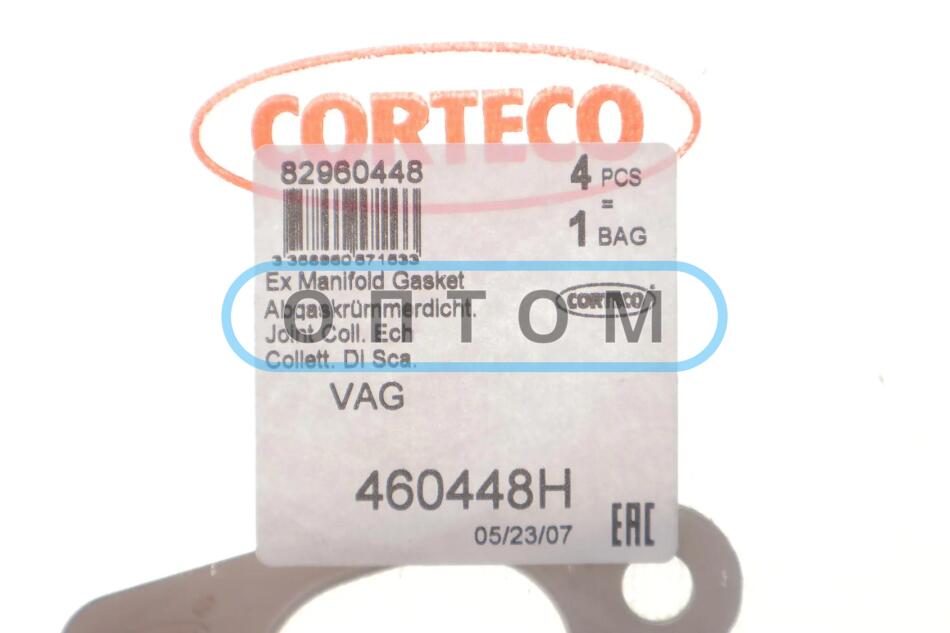 CORTECO
82960448
4 PCS
=
1 BAG
3 358960 671633
Ex Manifold Gasket
Abgaskrümmerdicht.
CORTECO
ОПТОМ
Joint Coll. Ech
Collett. Di Sca.
VAG
460448H
05/23/07
EAC